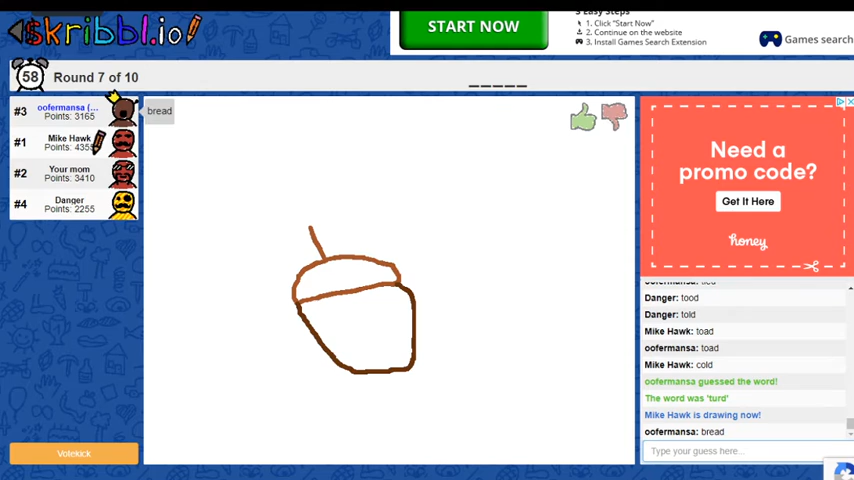 3 Easy Steps
skribbl.io
START NOW
1. Click "Start Now"
2. Continue on the website
3. Install Games Search Extension
Games search
58
Round 7 of 10
_ _ _ _ _
#3
oofermansa (...
Points: 3165
bread
#1
Mike Hawk
Points: 4355
#2
Your mom
Points: 3410
#4
Danger
Points: 2255
Need a
promo code?
Get It Here
honey
Danger: tood
Danger: told
Mike Hawk: toad
oofermansa: toad
Mike Hawk: cold
oofermansa guessed the word!
The word was 'turd'
Mike Hawk is drawing now!
oofermansa: bread
Votekick
Type your guess here...